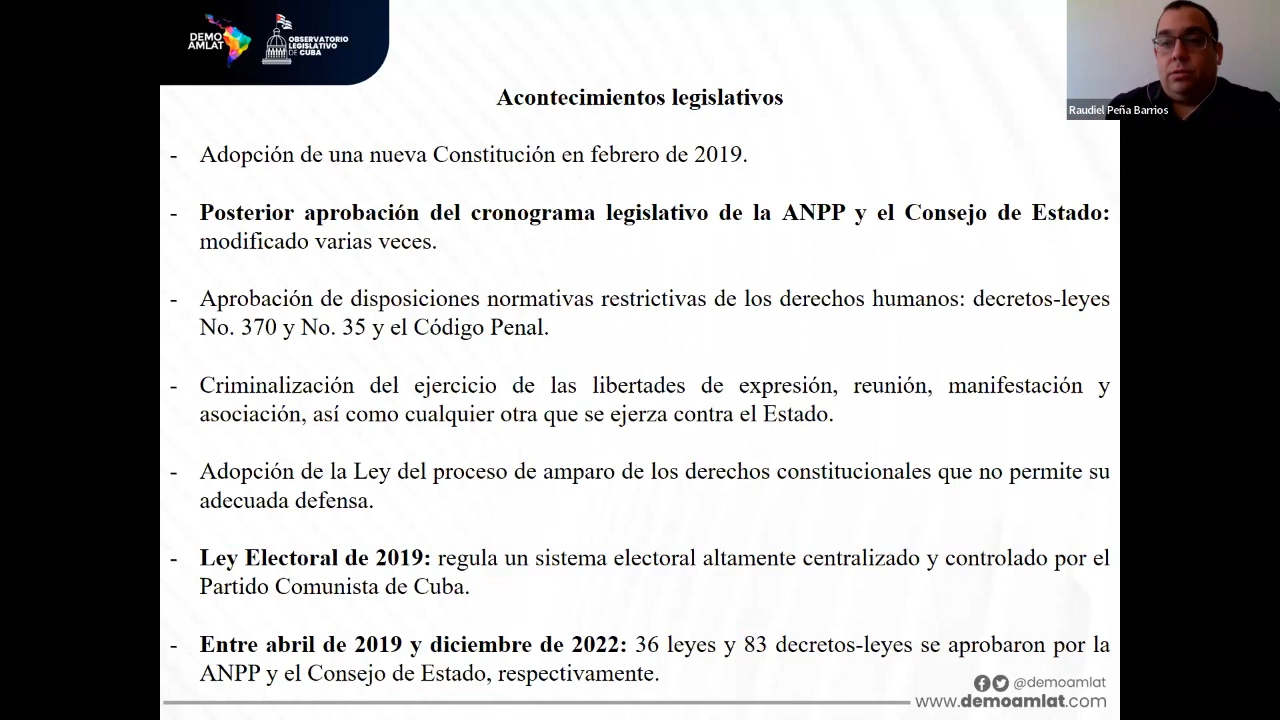 DEMO
AMLAT
OBSERVATORIO
LEGISLATIVO
DE CUBA
Raudiel Peña Barrios
Acontecimientos legislativos
- Adopción de una nueva Constitución en febrero de 2019.
- Posterior aprobación del cronograma legislativo de la ANPP y el Consejo de Estado:
modificado varias veces.
- Aprobación de disposiciones normativas restrictivas de los derechos humanos: decretos-leyes
No. 370 y No. 35 y el Código Penal.
- Criminalización del ejercicio de las libertades de expresión, reunión, manifestación y
asociación, así como cualquier otra que se ejerza contra el Estado.
- Adopción de la Ley del proceso de amparo de los derechos constitucionales que no permite su
adecuada defensa.
- Ley Electoral de 2019: regula un sistema electoral altamente centralizado y controlado por el
Partido Comunista de Cuba.
- Entre abril de 2019 y diciembre de 2022: 36 leyes y 83 decretos-leyes se aprobaron por la
ANPP y el Consejo de Estado, respectivamente.
@demoamlat
www.demoamlat.com